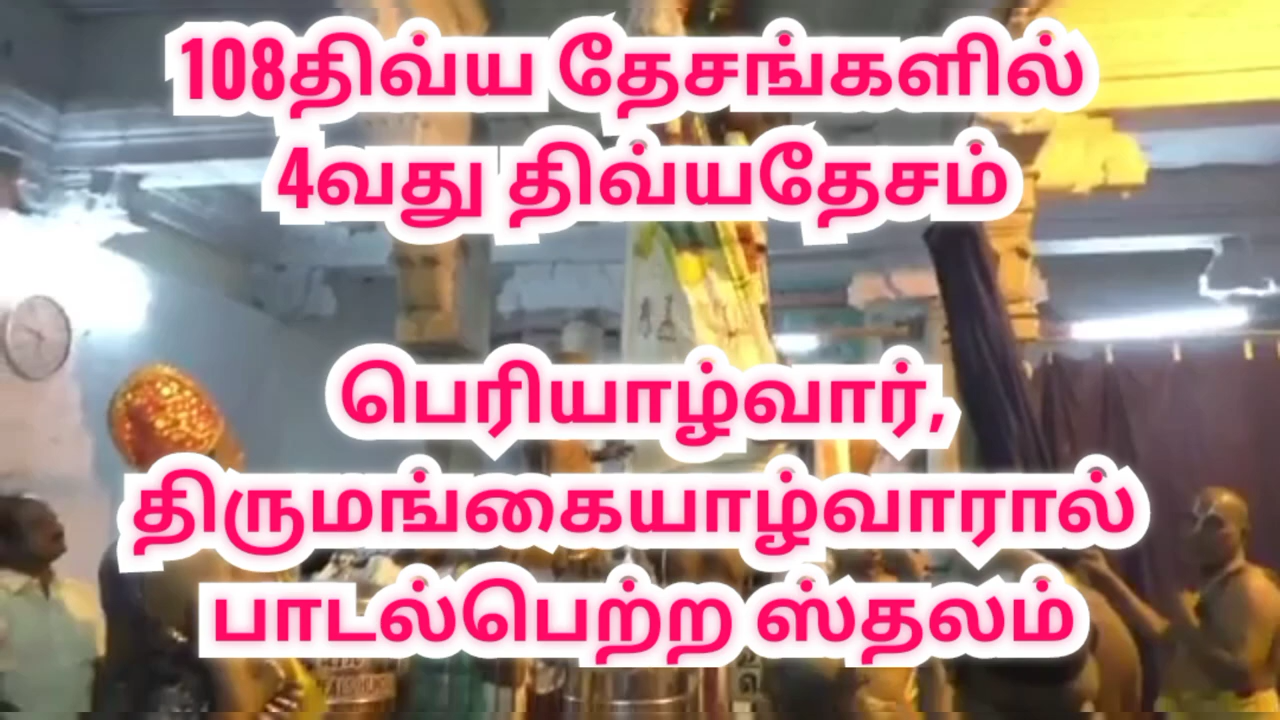 108திவ்ய தேசங்களில்
4வது திவ்யதேசம்
பெரியாழ்வார்,
திருமங்கையாழ்வாரால்
பாடல்பெற்ற ஸ்தலம்